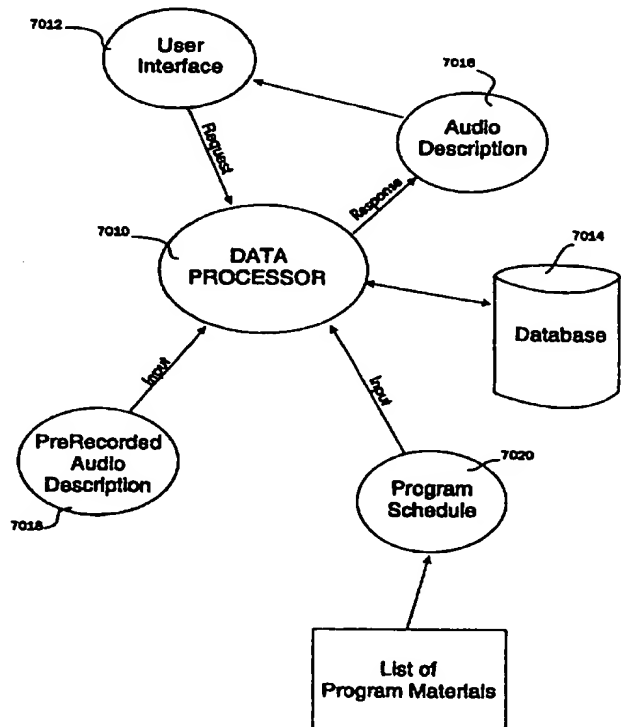 7012
User
Interface
7016
Audio
Description
Request
Response
7010
DATA
PROCESSOR
7014
Database
Input
Input
PreRecorded
Audio
Description
7018
7020
Program
Schedule
List of
Program Materials